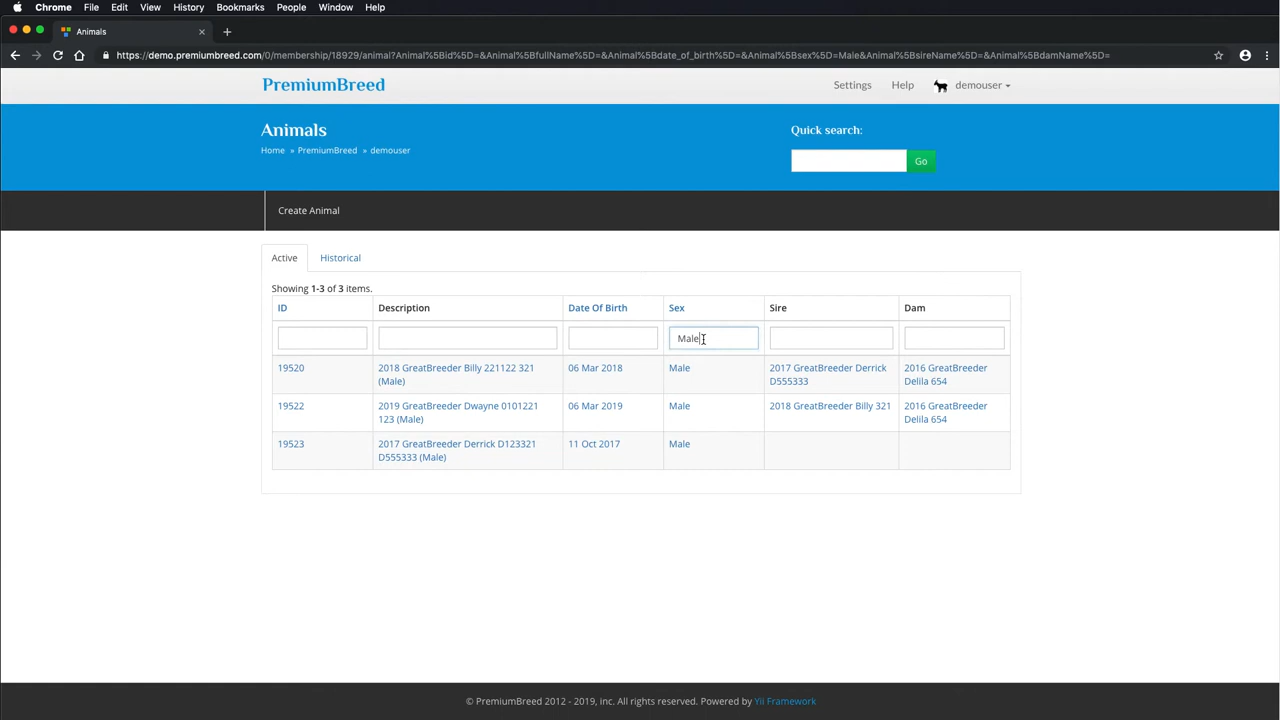 Chrome File Edit View History Bookmarks People Window Help
Animals
https://demo.premiumbreed.com/0/membership/18929/animal?Animal%5Bid%5D=&Animal%5BfullName%5D=&Animal%5Bdate_of_birth%5D=&Animal%5Bsex%5D=Male&Animal%5BsireName%5D=&Animal%5BdamName%5D=
PremiumBreed Settings Help demouser
Animals Quick search:
Home » PremiumBreed » demouser
Go
Create Animal
Active Historical
Showing 1-3 of 3 items.
ID Description Date Of Birth Sex Sire Dam
Male
19520 2018 GreatBreeder Billy 221122 321 06 Mar 2018 Male 2017 GreatBreeder Derrick 2016 GreatBreeder
(Male) D555333 Delila 654
19522 2019 GreatBreeder Dwayne 0101221 06 Mar 2019 Male 2018 GreatBreeder Billy 321 2016 GreatBreeder
123 (Male) Delila 654
19523 2017 GreatBreeder Derrick D123321 11 Oct 2017 Male
D555333 (Male)
© PremiumBreed 2012 - 2019, inc. All rights reserved. Powered by Yii Framework